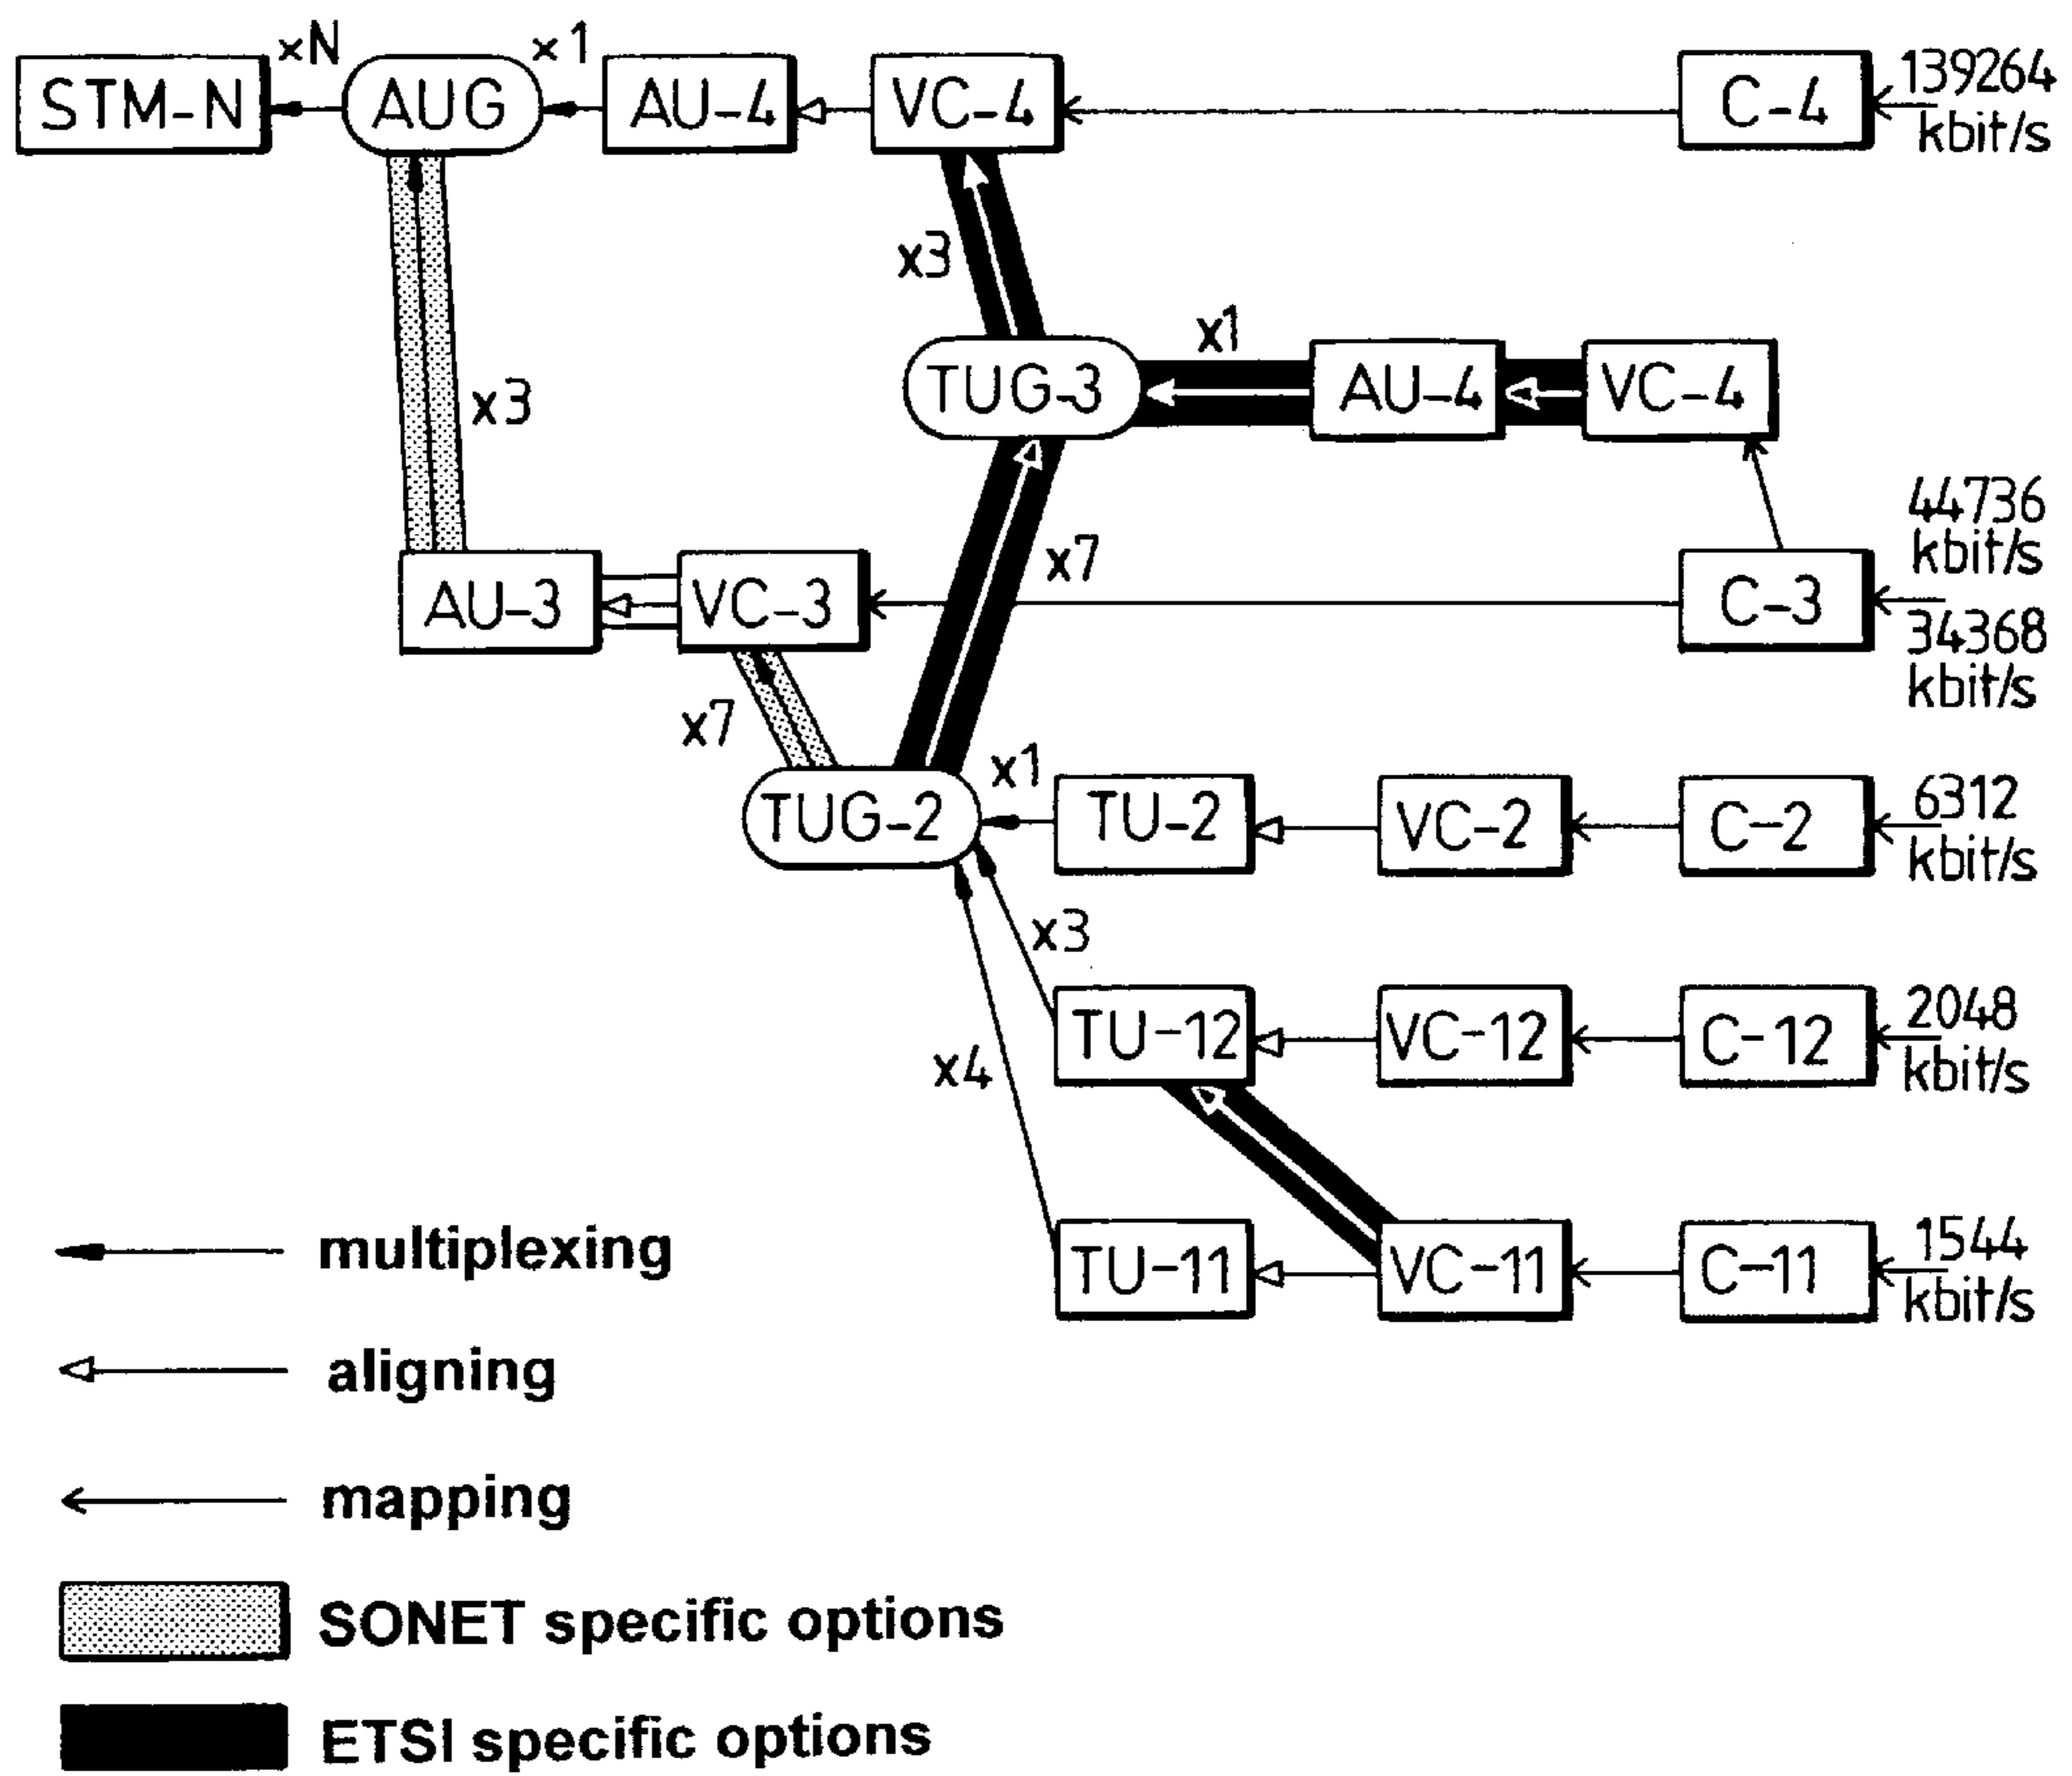 xN
x1
STM-N
AUG
AU-4
VC-4
C-4
139264
kbit/s
x3
x1
TUG-3
AU-4
VC-4
x3
44736
kbit/s
x7
AU-3
VC-3
C-3
34368
kbit/s
x7
x1
TUG-2
TU-2
VC-2
C-2
6312
kbit/s
x3
TU-12
VC-12
C-12
2048
kbit/s
x4
TU-11
VC-11
C-11
1544
kbit/s
multiplexing
aligning
mapping
SONET specific options
ETSI specific options